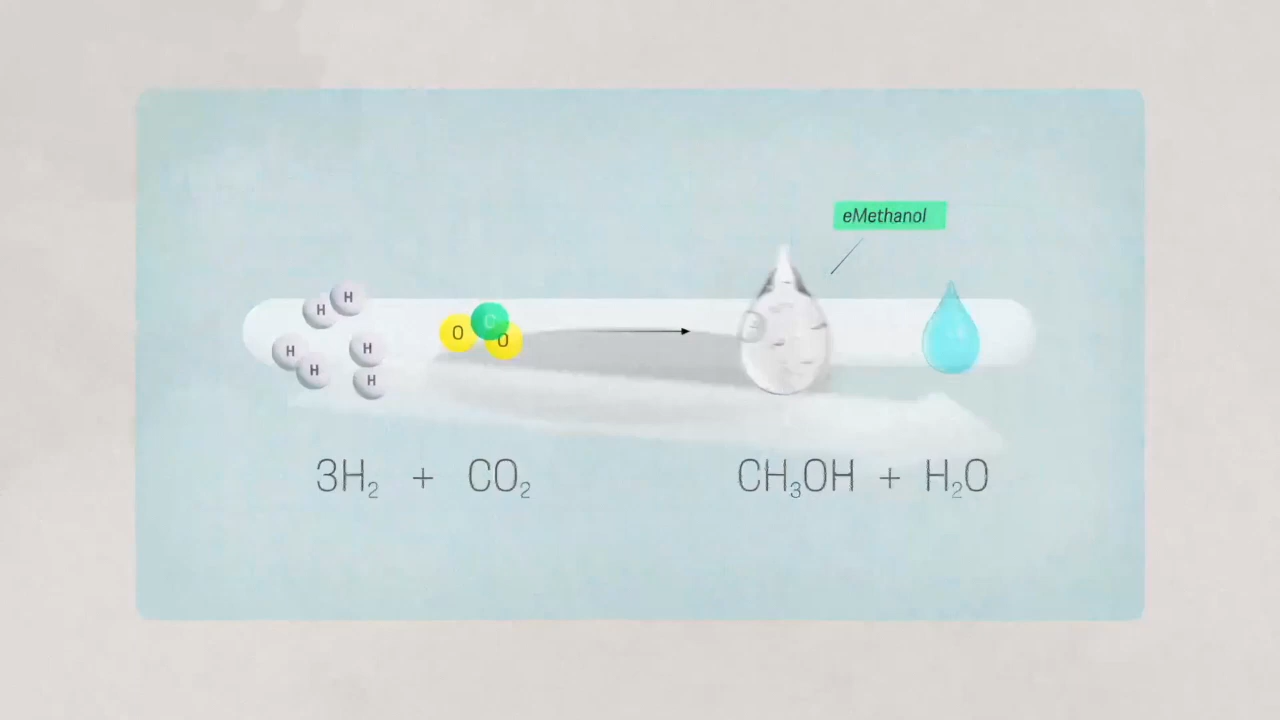 eMethanol
H H
H H
H H
O C O
3H₂ + CO₂
CH₃OH + H₂O